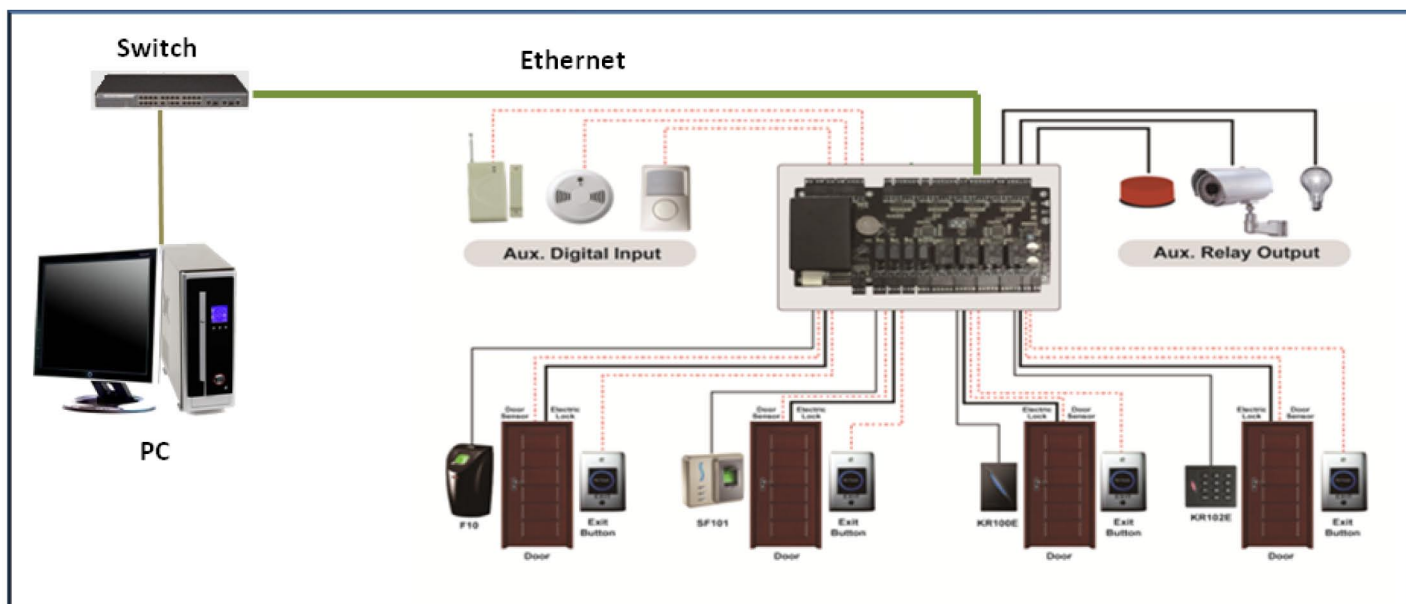 Switch
Ethernet
PC
Aux. Digital Input
Aux. Relay Output
Door Sensor
Electric Lock
Door Sensor
Electric Lock
Electric Lock
Door Sensor
Electric Lock
Door Sensor
F10
Exit Button
SF101
Exit Button
KR100E
Exit Button
KR102E
Exit Button
Door
Door
Door
Door